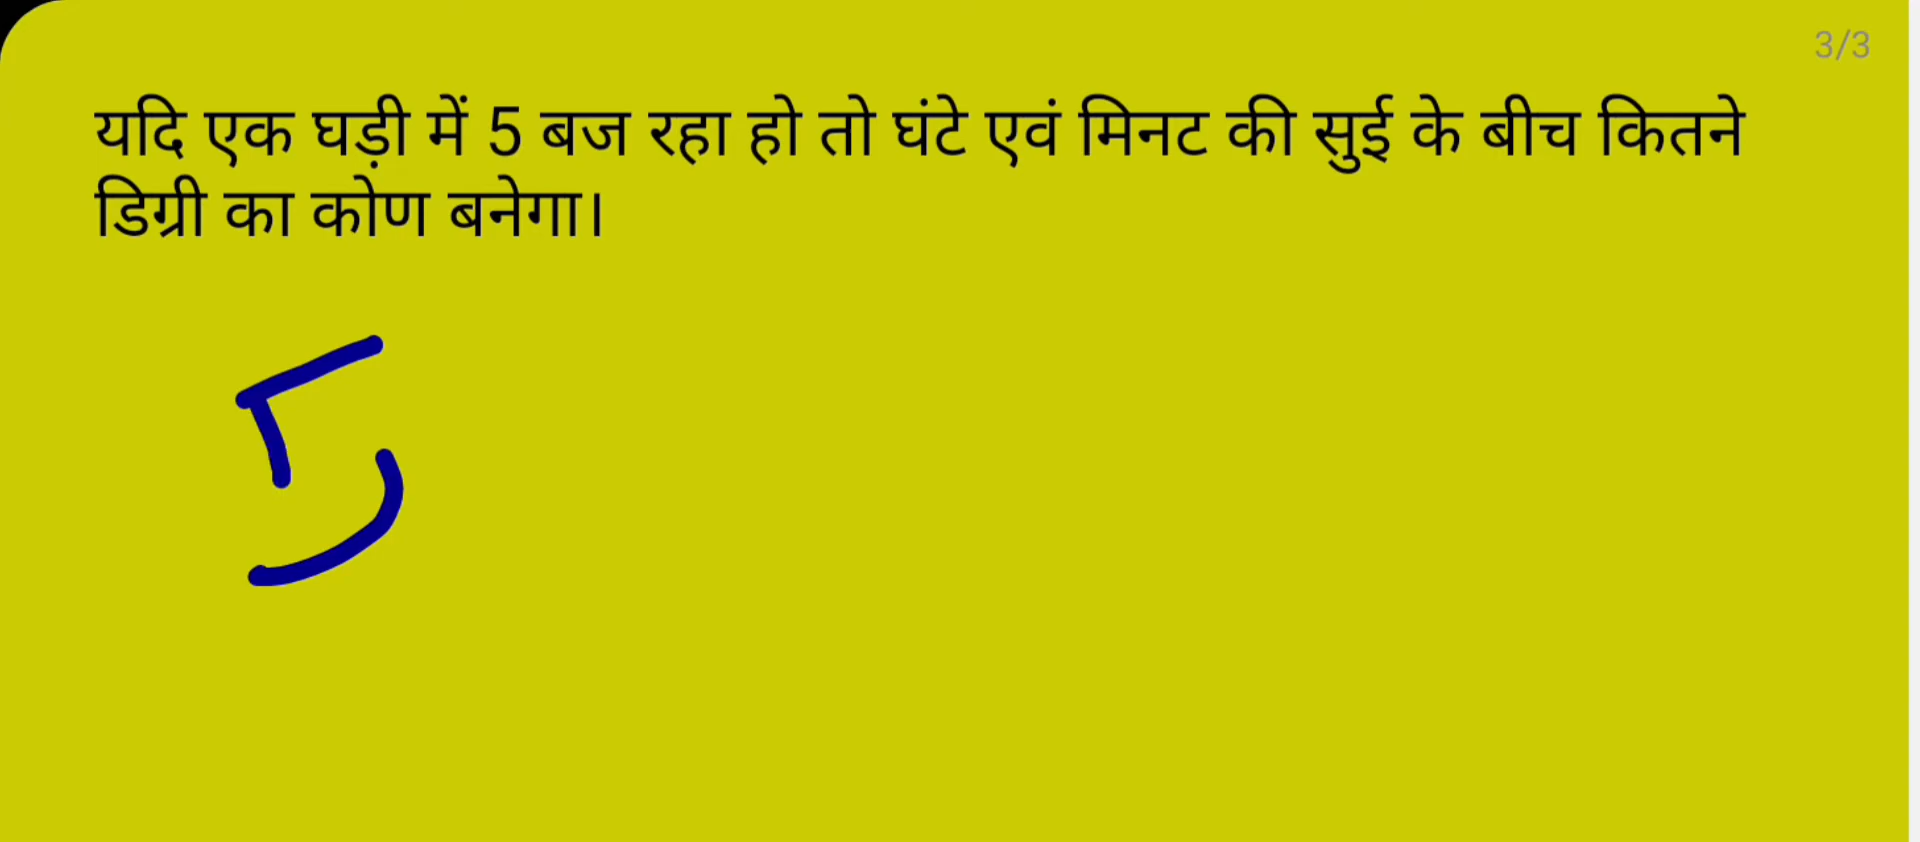 3/3
यदि एक घड़ी में 5 बज रहा हो तो घंटे एवं मिनट की सुई के बीच कितने
डिग्री का कोण बनेगा।
5